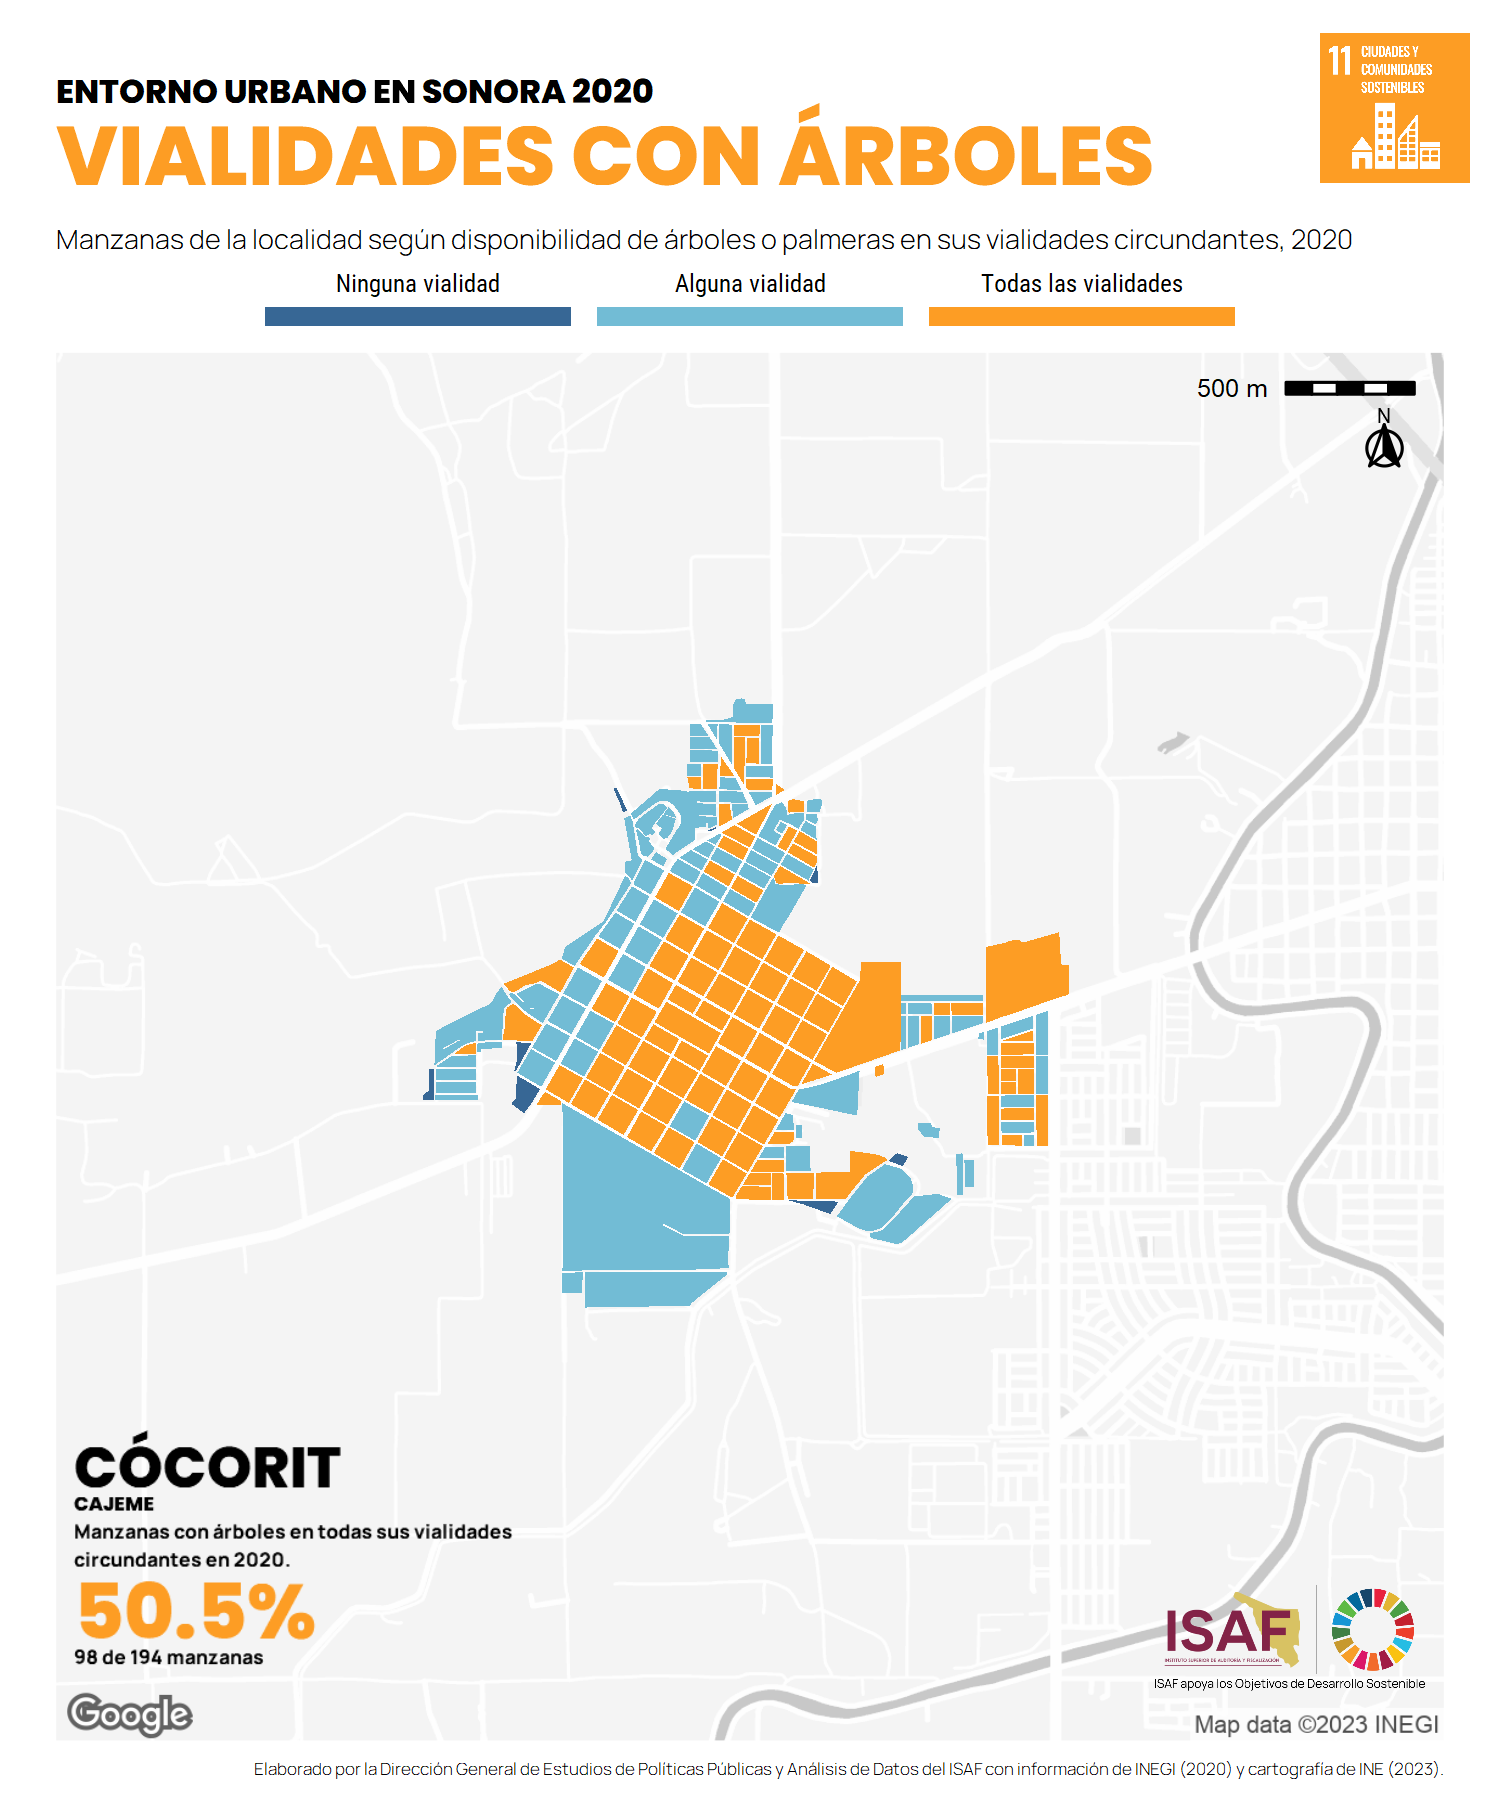 11 CIUDADES Y
COMUNIDADES
SOSTENIBLES
ENTORNO URBANO EN SONORA 2020
VIALIDADES CON ÁRBOLES
Manzanas de la localidad según disponibilidad de árboles o palmeras en sus vialidades circundantes, 2020
Ninguna vialidad
Alguna vialidad
Todas las vialidades
500 m
N
CÓCORIT
CAJEME
Manzanas con árboles en todas sus vialidades
circundantes en 2020.
50.5%
98 de 194 manzanas
Google
ISAF
INSTITUTO SUPERIOR DE AUDITORÍA Y FISCALIZACIÓN
ISAF apoya los Objetivos de Desarrollo Sostenible
Map data ©2023 INEGI
Elaborado por la Dirección General de Estudios de Políticas Públicas y Análisis de Datos del ISAF con información de INEGI (2020) y cartografía de INE (2023).